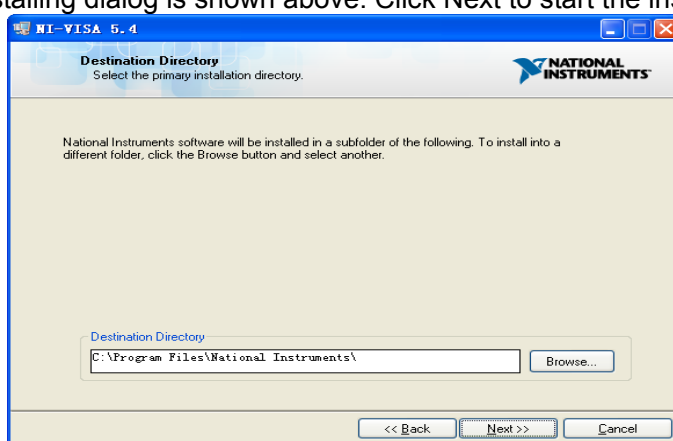 stalling dialog is shown above. Click Next to start the ins
NI-VISA 5.4
Destination Directory
Select the primary installation directory.
NATIONAL
INSTRUMENTS
National Instruments software will be installed in a subfolder of the following. To install into a
different folder, click the Browse button and select another.
Destination Directory
C:\Program Files\National Instruments\
Browse...
<< Back
Next >>
Cancel